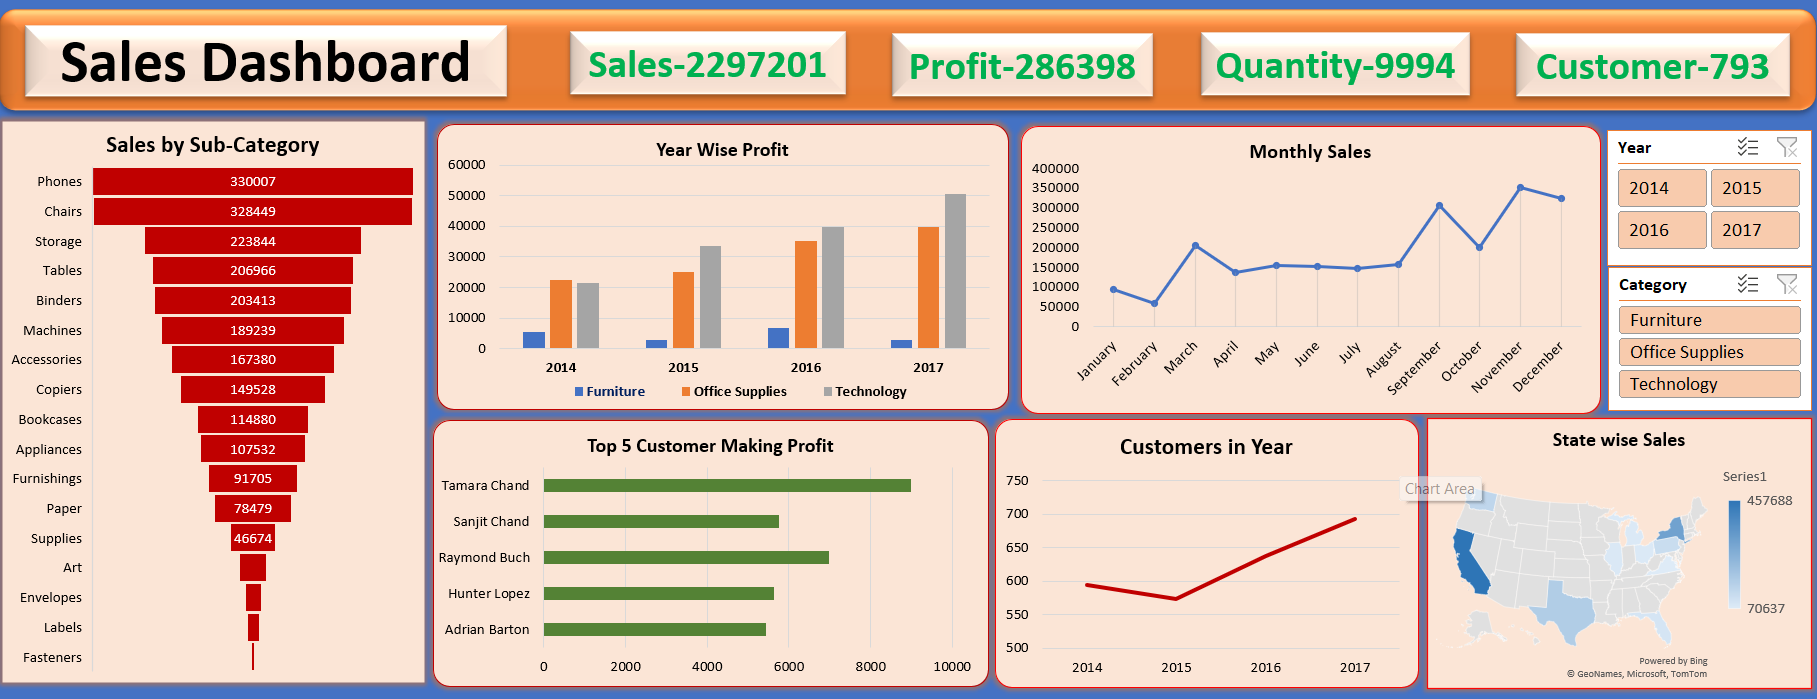 Sales Dashboard
Sales-2297201
Profit-286398
Quantity-9994
Customer-793
Sales by Sub-Category
Phones 330007
Chairs 328449
Storage 223844
Tables 206966
Binders 203413
Machines 189239
Accessories 167380
Copiers 149528
Bookcases 114880
Appliances 107532
Furnishings 91705
Paper 78479
Supplies 46674
Art
Envelopes
Labels
Fasteners
Year Wise Profit
60000
50000
40000
30000
20000
10000
0
2014 2015 2016 2017
Furniture Office Supplies Technology
Monthly Sales
400000
350000
300000
250000
200000
150000
100000
50000
0
January February March April May June July August September October November December
Year
2014 2015
2016 2017
Category
Furniture
Office Supplies
Technology
Top 5 Customer Making Profit
Tamara Chand
Sanjit Chand
Raymond Buch
Hunter Lopez
Adrian Barton
0 2000 4000 6000 8000 10000
Customers in Year
750
700
650
600
550
500
2014 2015 2016 2017
Chart Area
State wise Sales
Series1
457688
70637
Powered by Bing
© GeoNames, Microsoft, TomTom